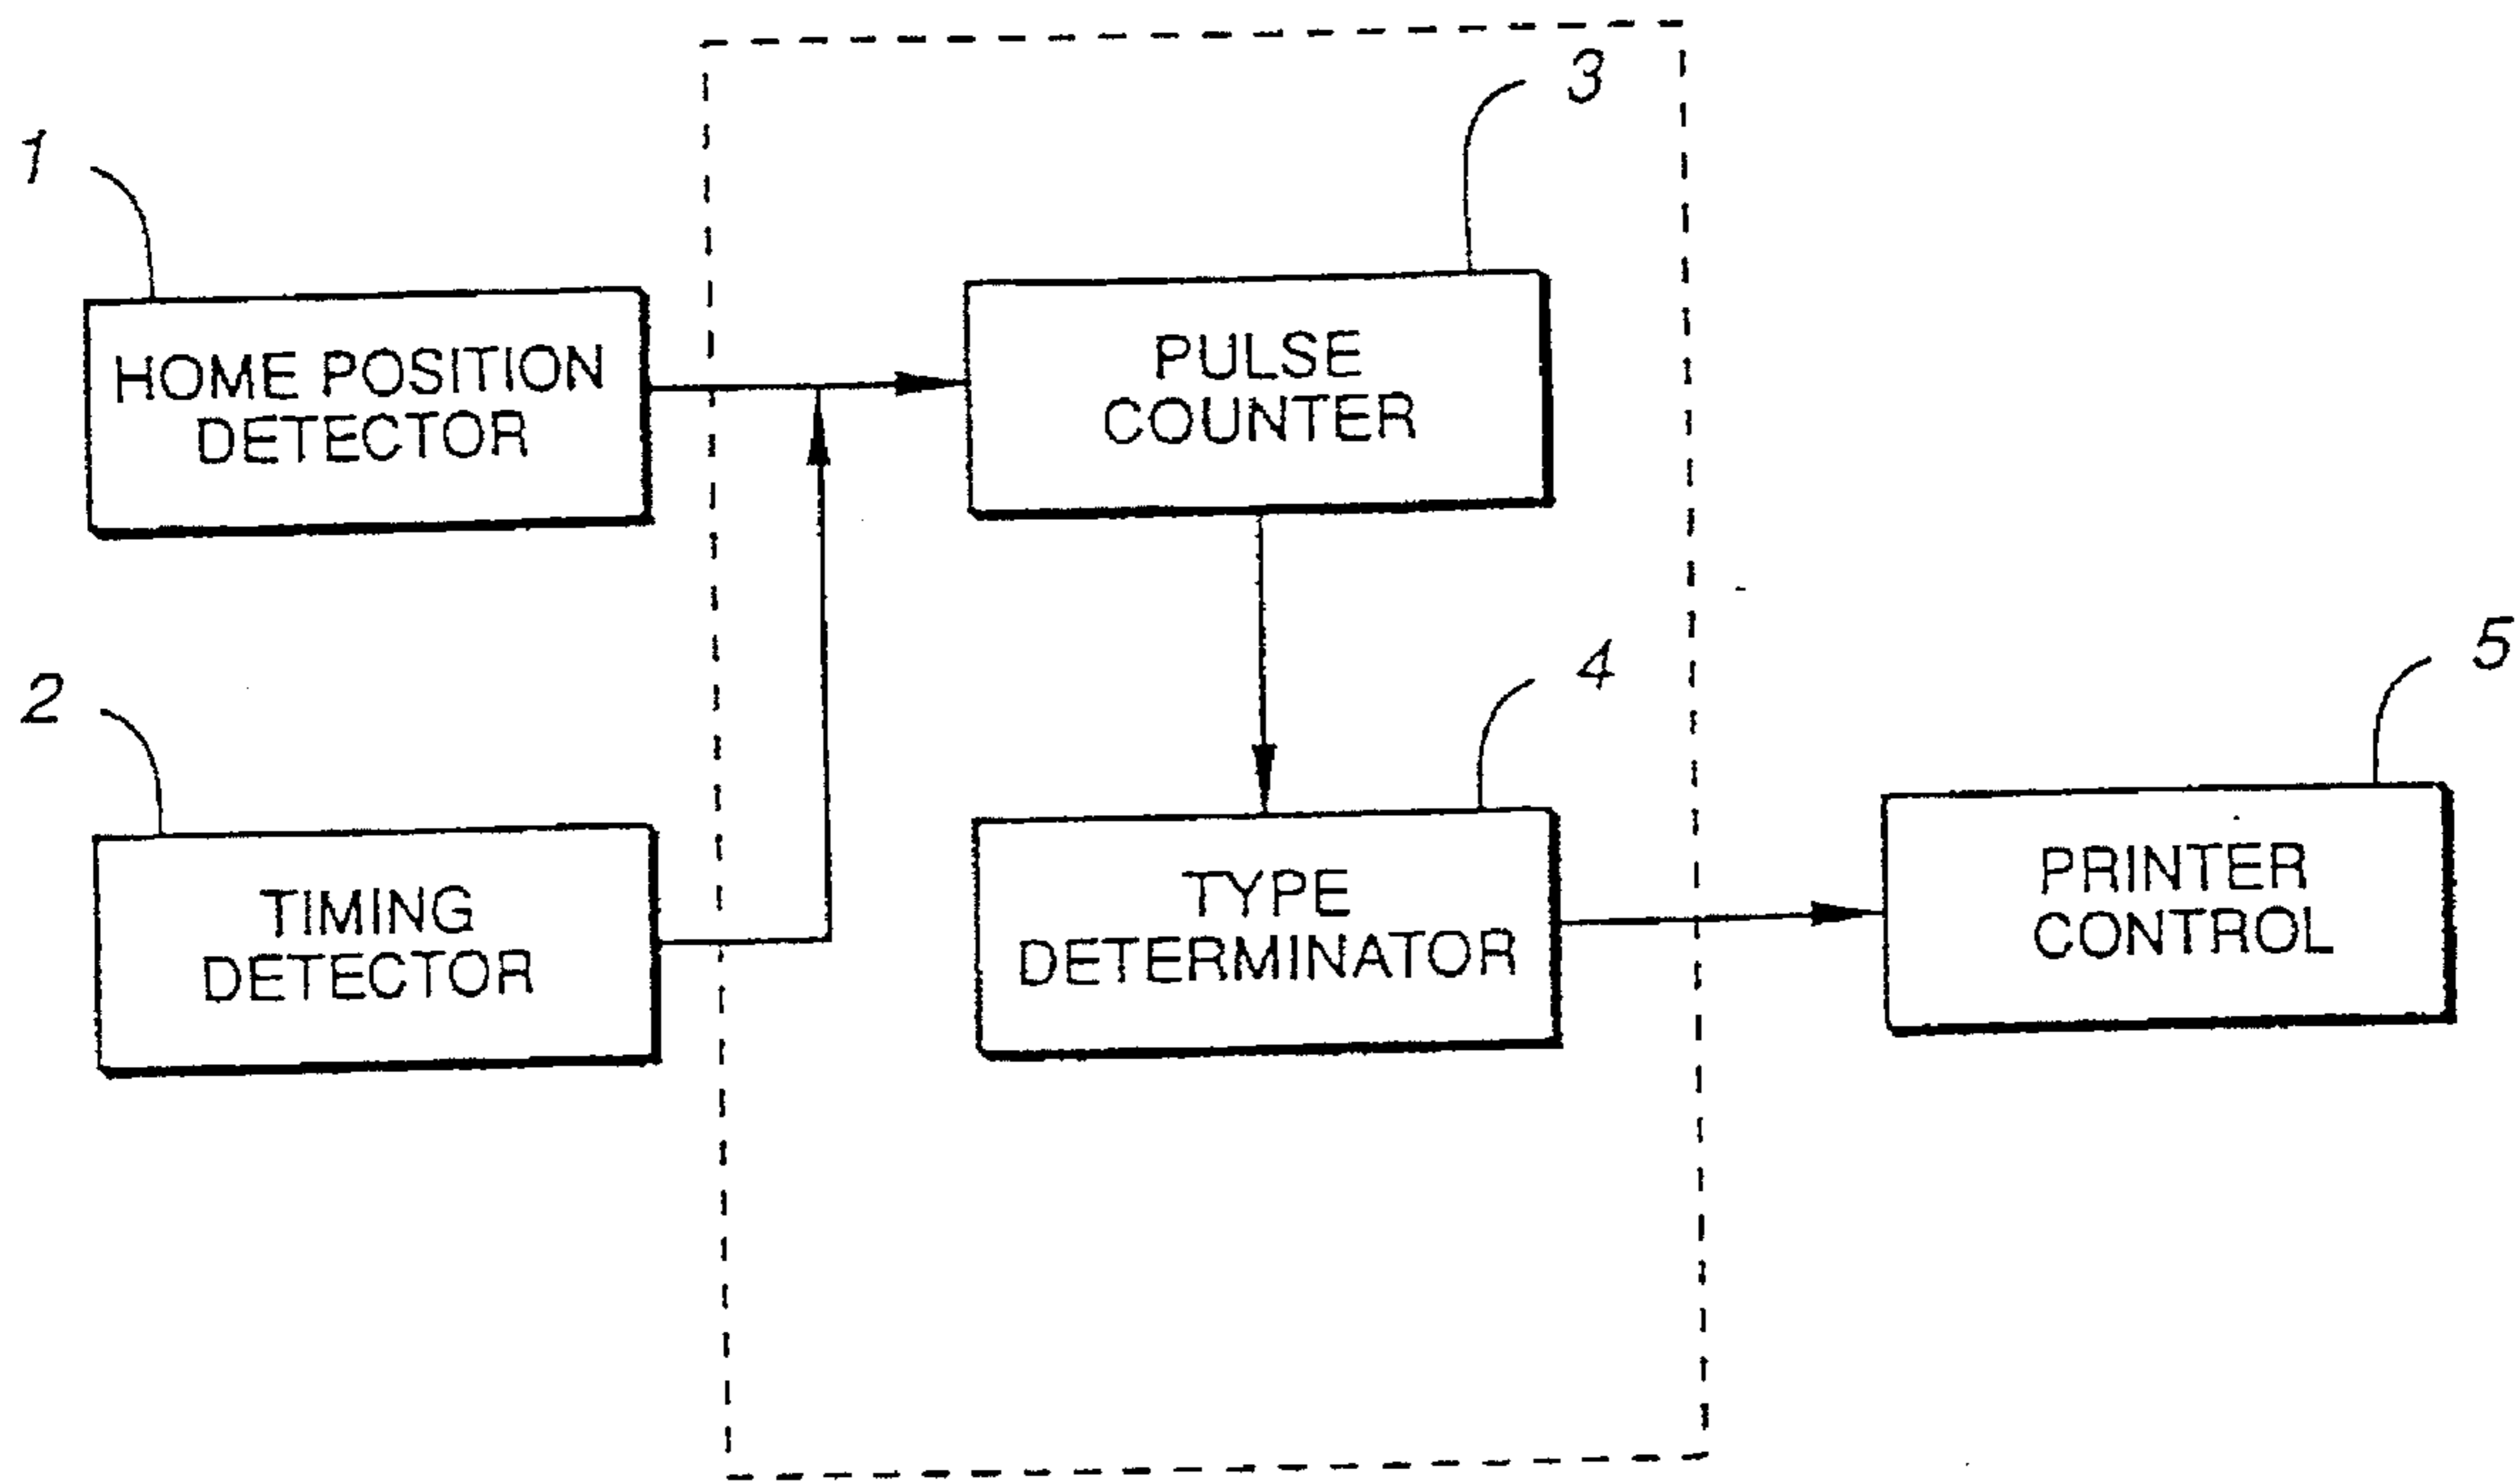 1
HOME POSITION
DETECTOR
2
TIMING
DETECTOR
3
PULSE
COUNTER
4
TYPE
DETERMINATOR
5
PRINTER
CONTROL